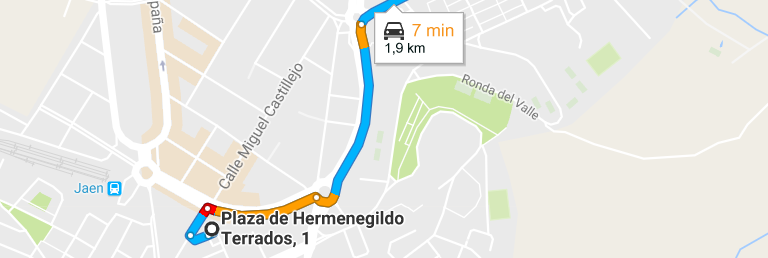 paña
7 min
1,9 km
Ronda del Valle
Calle Miguel Castillejo
Jaen
Plaza de Hermenegildo
Terrados, 1